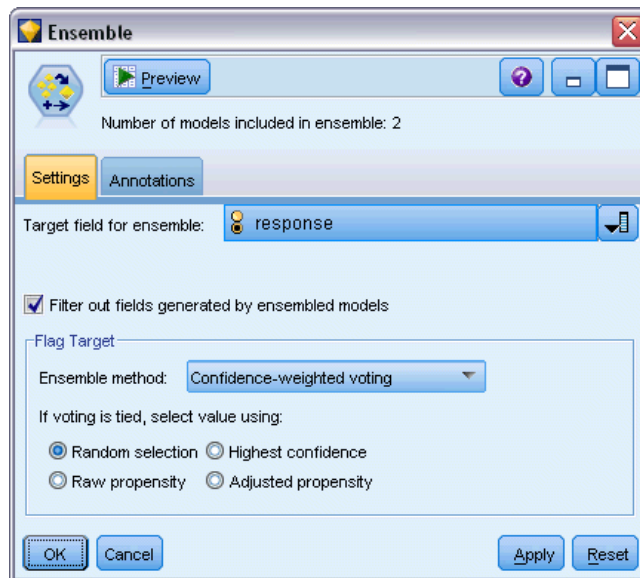 Ensemble
Preview
Number of models included in ensemble: 2
Settings Annotations
Target field for ensemble: response
Filter out fields generated by ensembled models
Flag Target
Ensemble method: Confidence-weighted voting
If voting is tied, select value using:
Random selection Highest confidence
Raw propensity Adjusted propensity
OK Cancel Apply Reset